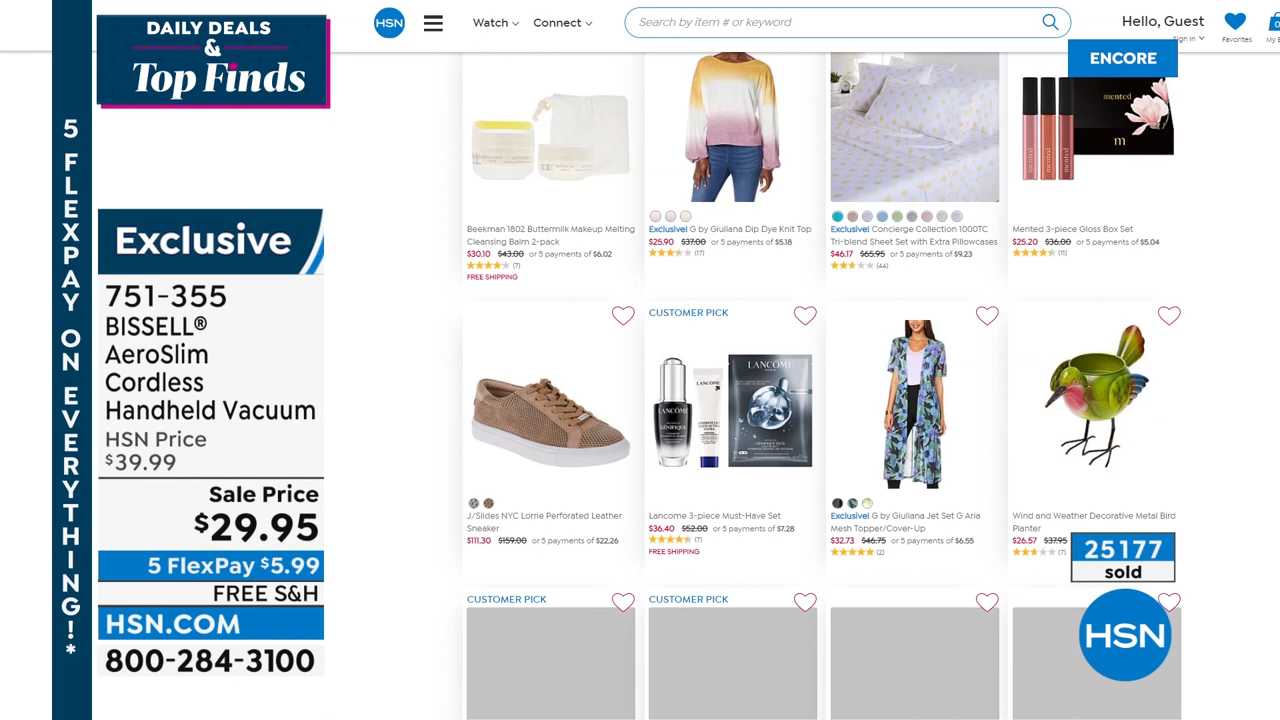 DAILY DEALS
&
Top Finds
5 FLEXPAY ON EVERYTHING!*
Exclusive
751-355
BISSELL®
AeroSlim
Cordless
Handheld Vacuum
HSN Price
$39.99
Sale Price
$29.95
5 FlexPay $5.99
FREE S&H
HSN.COM
800-284-3100
HSN
Watch
Connect
Search by item # or keyword
Hello, Guest
Sign In
Favorites
0
ENCORE
Beekman 1802 Buttermilk Makeup Melting
Cleansing Balm 2-pack
$30.10 $43.00 or 5 payments of $6.02
(7)
FREE SHIPPING
Exclusive! G by Giuliana Dip Dye Knit Top
$25.90 $37.00 or 5 payments of $5.18
(17)
Exclusive! Concierge Collection 1000TC
Tri-blend Sheet Set with Extra Pillowcases
$46.17 $65.95 or 5 payments of $9.23
(44)
mented
m
mented
mented
mented
Mented 3-piece Gloss Box Set
$25.20 $36.00 or 5 payments of $5.04
(11)
J/Slides NYC Lorrie Perforated Leather
Sneaker
$111.30 $159.00 or 5 payments of $22.26
CUSTOMER PICK
LANCÔME
GÉNIFIQUE
LANCÔME
LANCÔME
Lancome 3-piece Must-Have Set
$36.40 $52.00 or 5 payments of $7.28
(7)
FREE SHIPPING
Exclusive! G by Giuliana Jet Set G Aria
Mesh Topper/Cover-Up
$32.73 $46.75 or 5 payments of $6.55
(2)
Wind and Weather Decorative Metal Bird
Planter
$26.57 $37.95
(7)
25177
sold
CUSTOMER PICK
CUSTOMER PICK
HSN